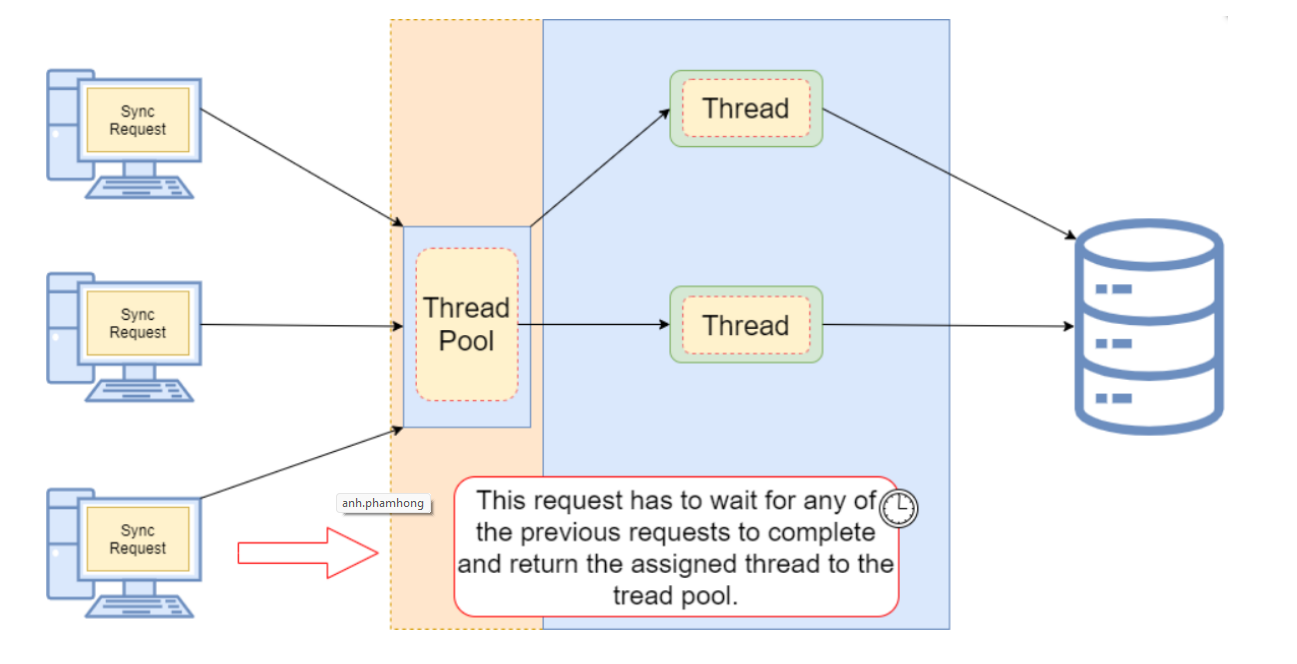 Sync
Request
Thread
Sync
Request
Thread
Pool
Thread
Sync
Request
anh.phamhong
This request has to wait for any of
the previous requests to complete
and return the assigned thread to the
tread pool.